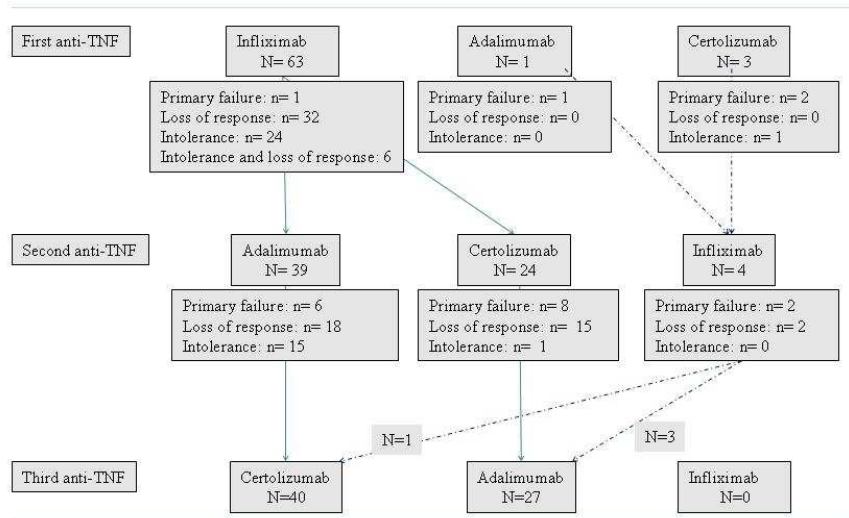 First anti-TNF
Infliximab
N= 63
Adalimumab
N= 1
Certolizumab
N= 3
Primary failure: n= 1
Loss of response: n= 32
Intolerance: n= 24
Intolerance and loss of response: 6
Primary failure: n= 1
Loss of response: n= 0
Intolerance: n= 0
Primary failure: n= 2
Loss of response: n= 0
Intolerance: n= 1
Second anti-TNF
Adalimumab
N= 39
Certolizumab
N= 24
Infliximab
N= 4
Primary failure: n= 6
Loss of response: n= 18
Intolerance: n= 15
Primary failure: n= 8
Loss of response: n= 15
Intolerance: n= 1
Primary failure: n= 2
Loss of response: n= 2
Intolerance: n= 0
N=1
N=3
Third anti-TNF
Certolizumab
N=40
Adalimumab
N=27
Infliximab
N=0